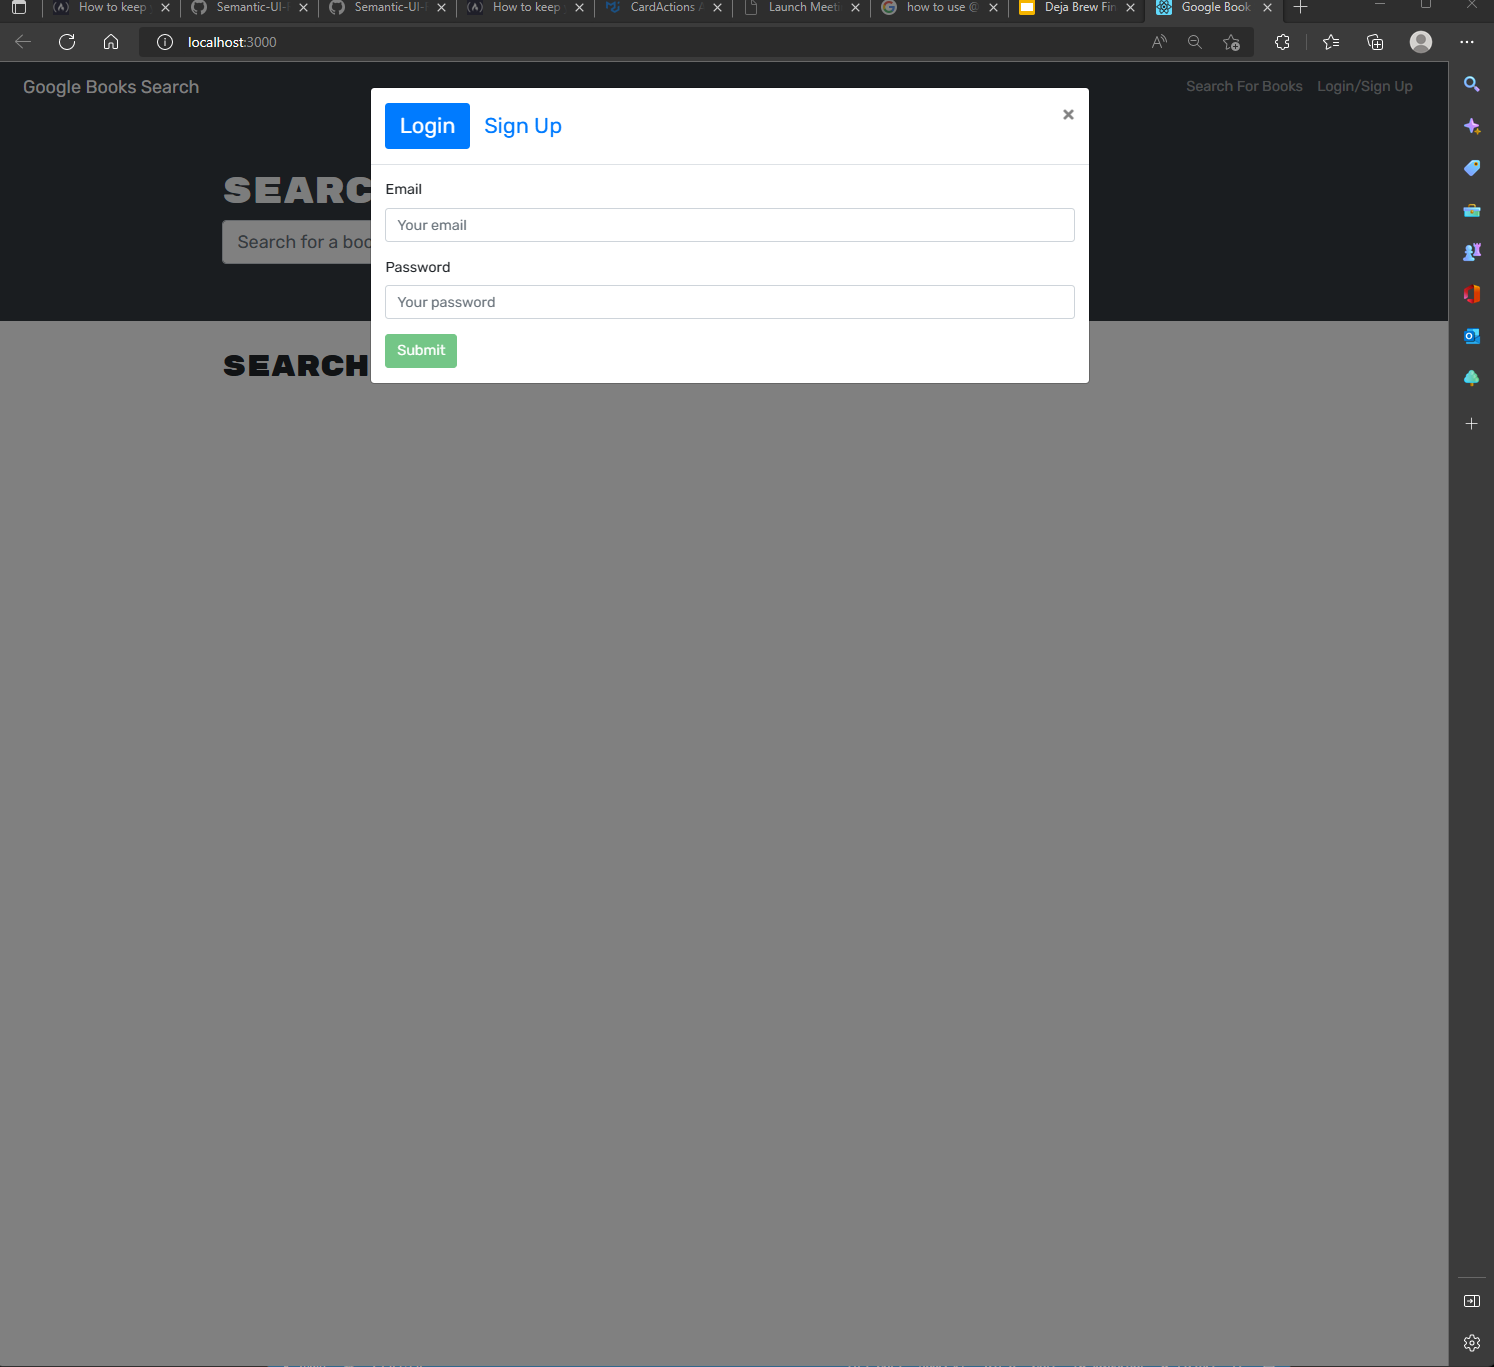 How to keep
Semantic-UI-
Semantic-UI-
How to keep
CardActions
Launch Meeti
how to use @
Deja Brew Fin
Google Book
localhost:3000
Google Books Search
Search For Books
Login/Sign Up
Login
Sign Up
×
SEARC
Search for a boo
Email
Your email
Password
Your password
Submit
SEARCH